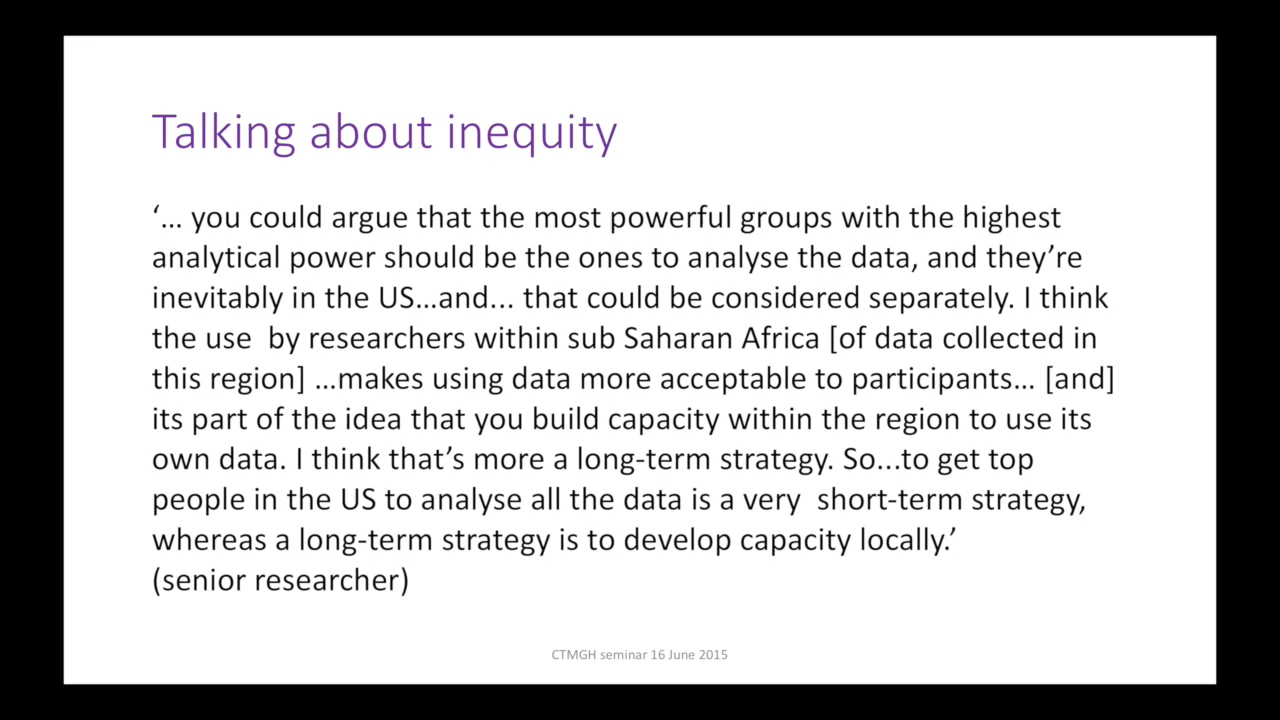 Talking about inequity
‘… you could argue that the most powerful groups with the highest
analytical power should be the ones to analyse the data, and they’re
inevitably in the US…and... that could be considered separately. I think
the use  by researchers within sub Saharan Africa [of data collected in
this region] …makes using data more acceptable to participants… [and]
its part of the idea that you build capacity within the region to use its
own data. I think that’s more a long-term strategy. So...to get top
people in the US to analyse all the data is a very  short-term strategy,
whereas a long-term strategy is to develop capacity locally.’
(senior researcher)
CTMGH seminar 16 June 2015